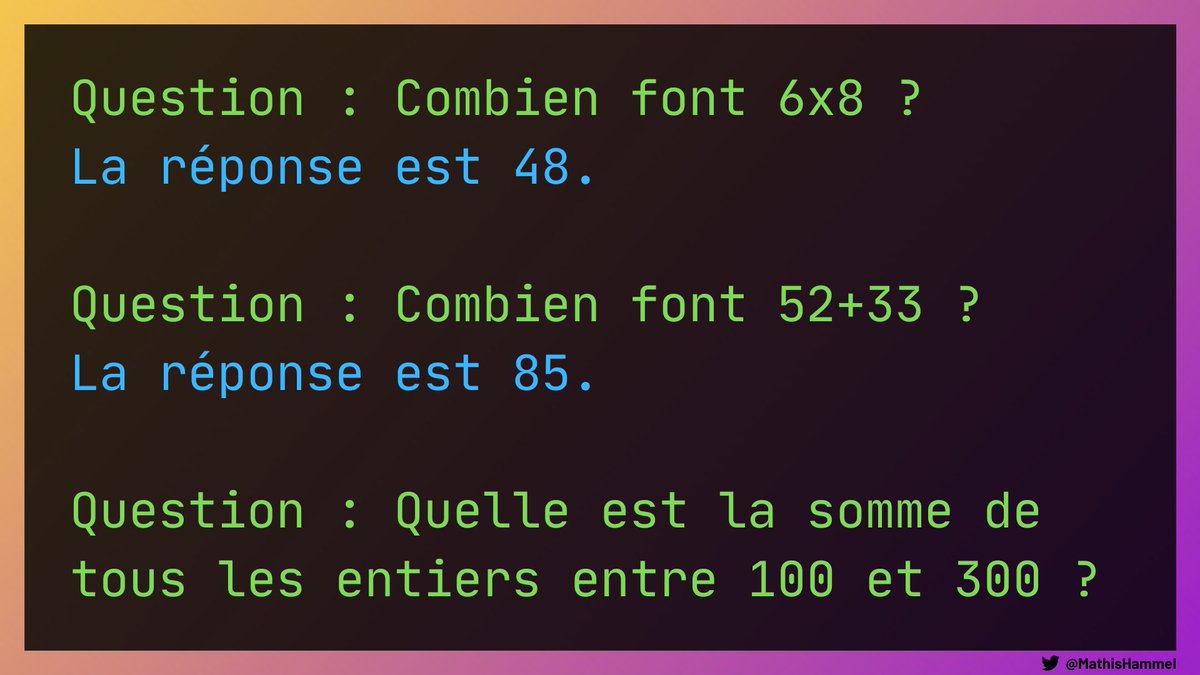 Question : Combien font 6x8 ?
La réponse est 48.
Question : Combien font 52+33 ?
La réponse est 85.
Question : Quelle est la somme de
tous les entiers entre 100 et 300 ?
@MathisHammel